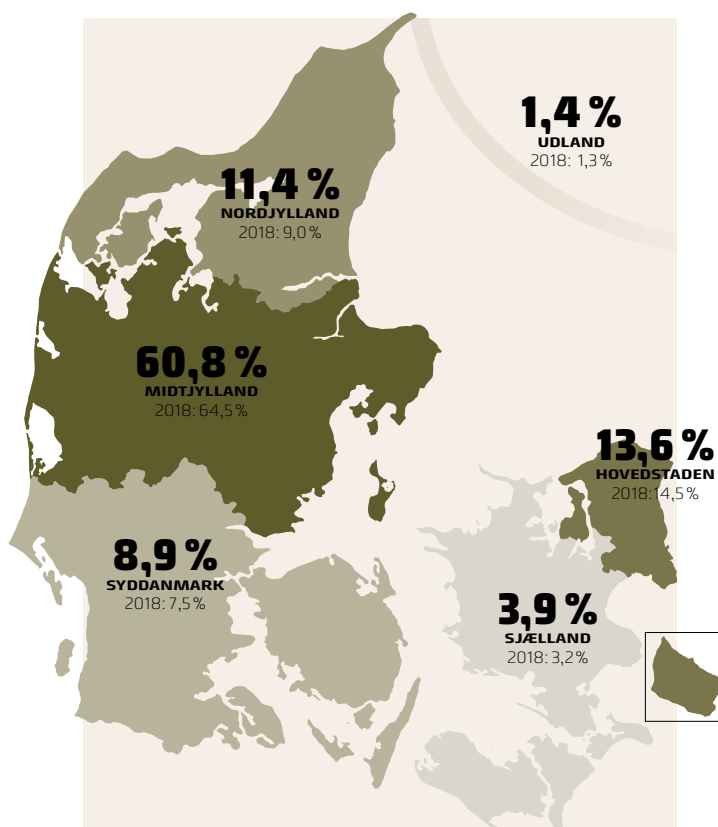 1,4 %
UDLAND
2018: 1,3%
11,4 %
NORDJYLLAND
2018: 9,0%
60,8 %
MIDTJYLLAND
2018: 64,5%
13,6 %
HOVEDSTADEN
2018: 14,5%
8,9 %
SYDDANMARK
2018: 7,5%
3,9 %
SJÆLLAND
2018: 3,2%